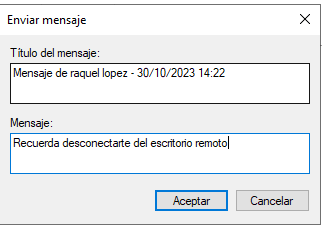 Enviar mensaje
Título del mensaje:
Mensaje de raquel lopez - 30/10/2023 14:22
Mensaje:
Recuerda desconectarte del escritorio remoto
Aceptar
Cancelar